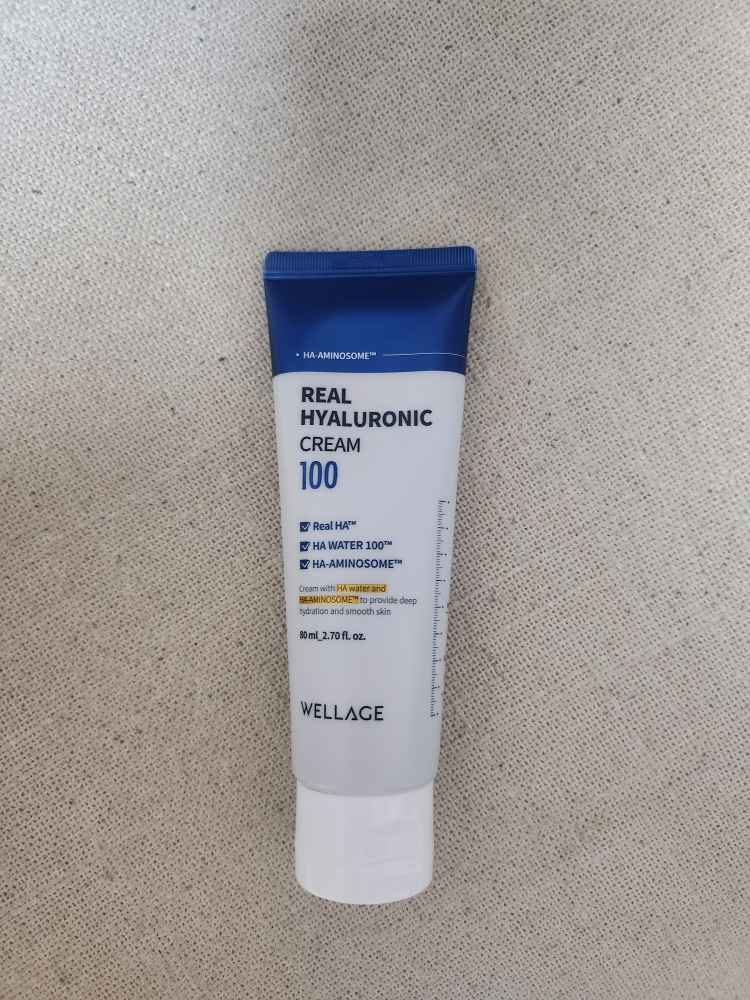 • HA-AMINOSOME™
REAL
HYALURONIC
CREAM
100
Real HA™
HA WATER 100™
HA-AMINOSOME™
Cream with HA water and
HA-AMINOSOME™ to provide deep
hydration and smooth skin
80 ml_2.70 fl. oz.
WELLAGE